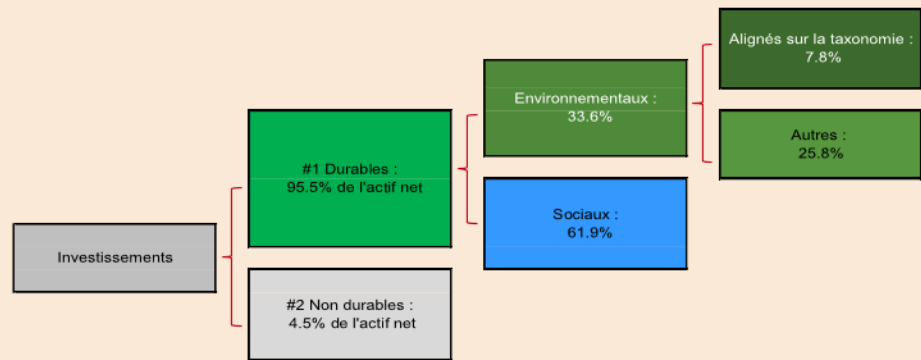 Investissements
#1 Durables :
95.5% de l'actif net
#2 Non durables :
4.5% de l'actif net
Environnementaux :
33.6%
Sociaux :
61.9%
Alignés sur la taxonomie :
7.8%
Autres :
25.8%